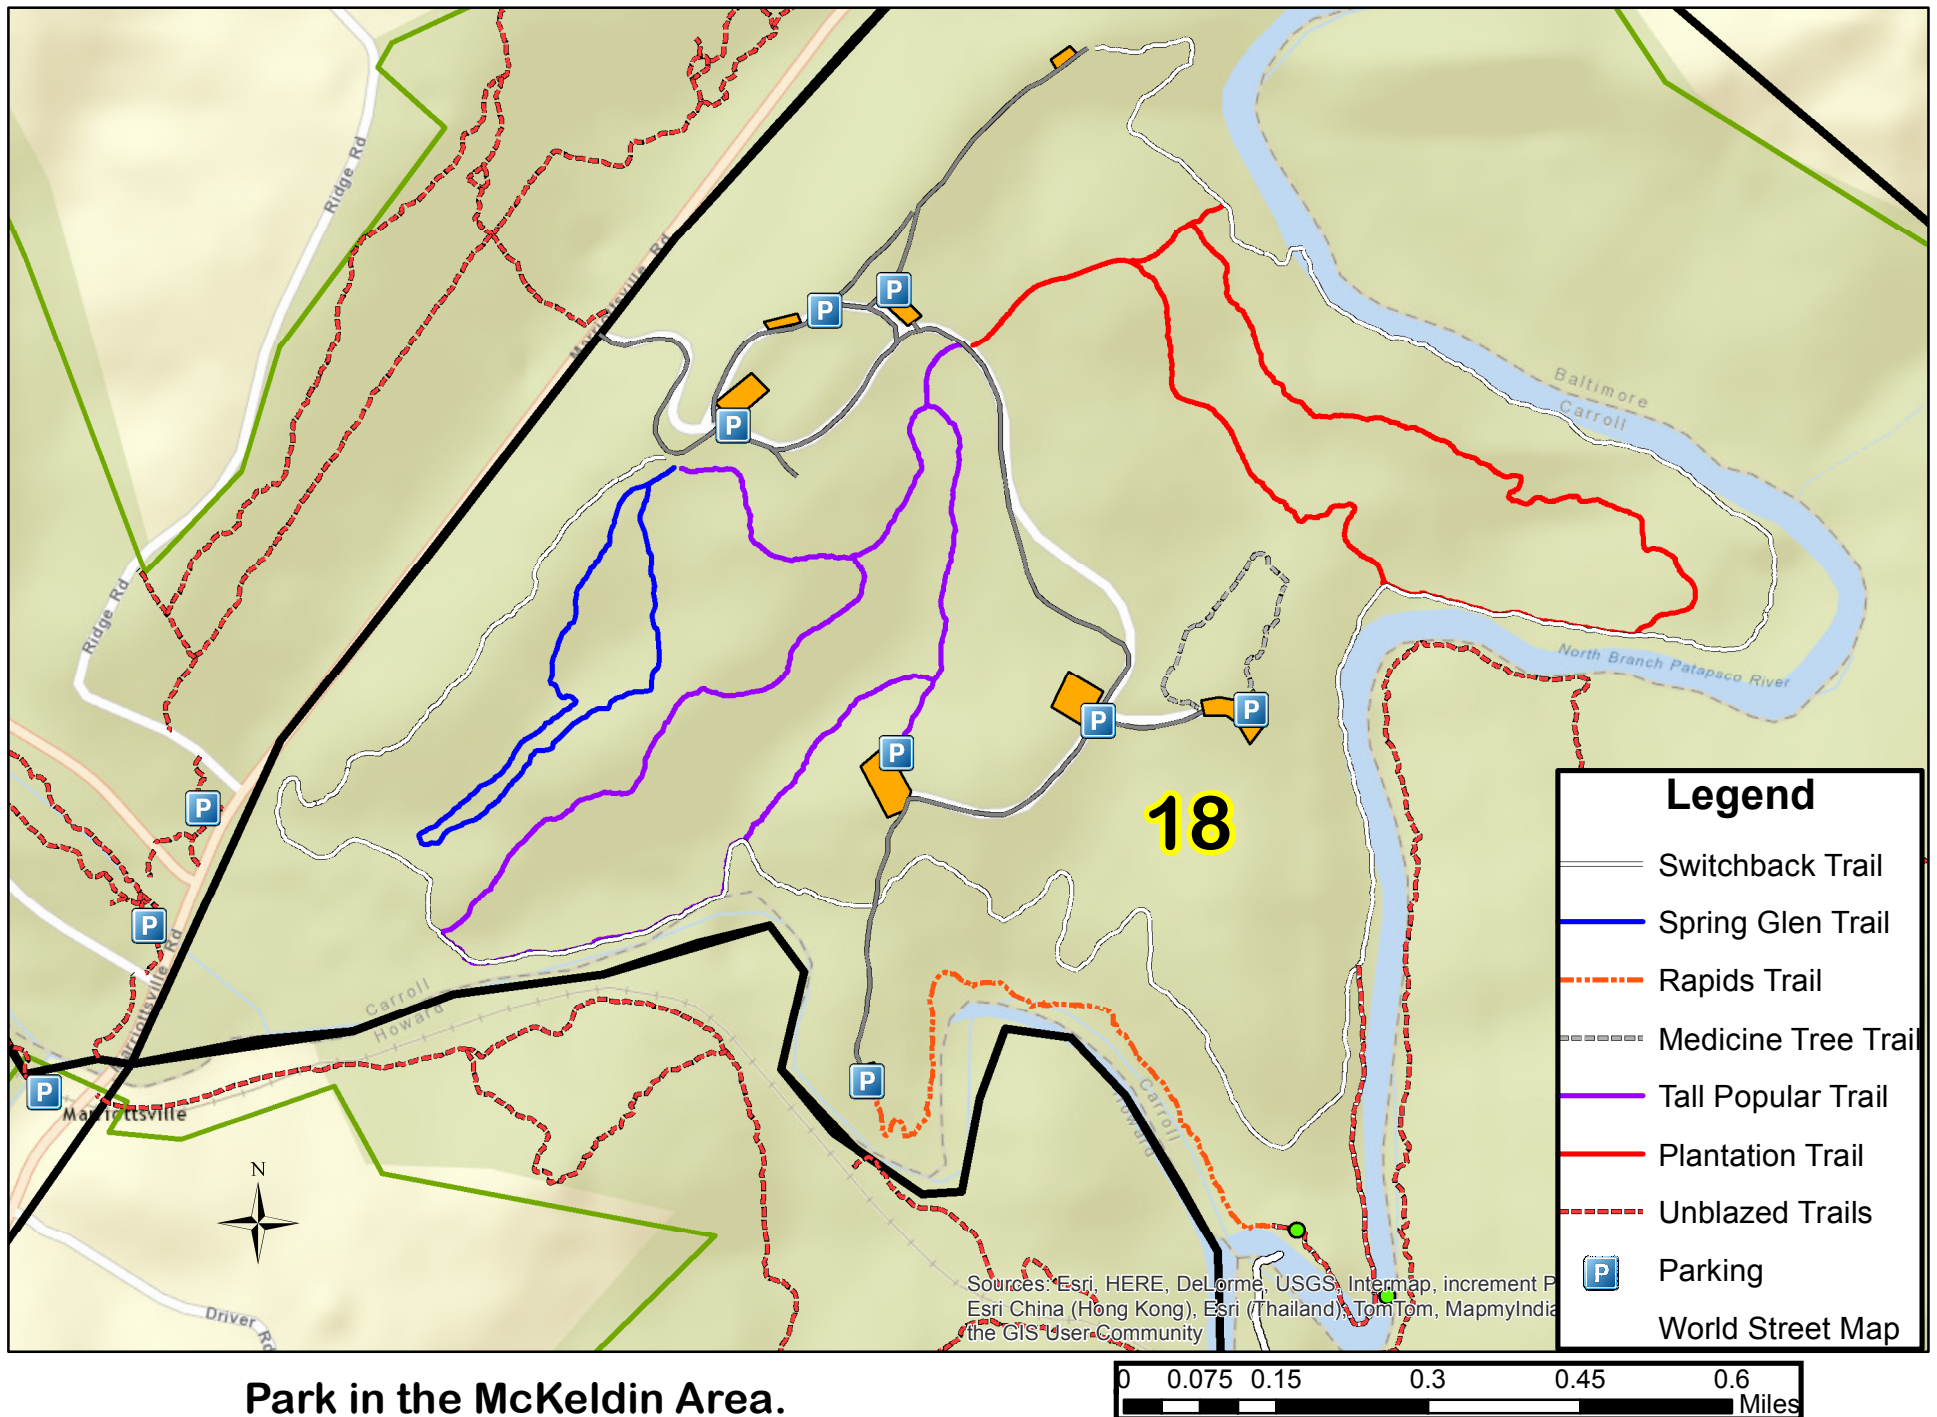 Ridge Rd
Marriottsville Rd
Baltimore
Carroll
Ridge Rd
North Branch Patapsco River
P
P
P
P
P
P
P
P
P
P
18
Marriottsville Rd
Carroll
Howard
Carroll
Howard
P
Marriottsville
N
Driver Rd
Legend
Switchback Trail
Spring Glen Trail
Rapids Trail
Medicine Tree Trail
Tall Popular Trail
Plantation Trail
Unblazed Trails
P Parking
World Street Map
Sources: Esri, HERE, DeLorme, USGS, Intermap, increment P
Esri China (Hong Kong), Esri (Thailand), TomTom, MapmyIndia
the GIS User Community
Park in the McKeldin Area.
0 0.075 0.15 0.3 0.45 0.6
Miles